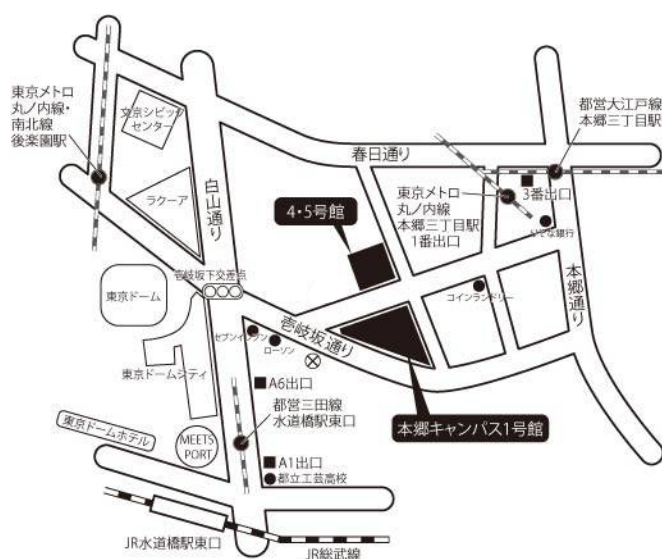 東京メトロ
丸ノ内線・
南北線
後楽園駅
文京シビック
センター
ラクーア
白山通り
春日通り
都営大江戸線
本郷三丁目駅
3番出口
東京メトロ
丸ノ内線
本郷三丁目駅
1番出口
りそな銀行
本郷通り
4・5号館
コインランドリー
東京ドーム
壱岐坂下交差点
セブンイレブン
ローソン
壱岐坂通り
東京ドームシティ
A6出口
都営三田線
水道橋駅東口
本郷キャンパス1号館
東京ドームホテル
MEETS
PORT
A1出口
都立工芸高校
JR水道橋駅東口
JR総武線